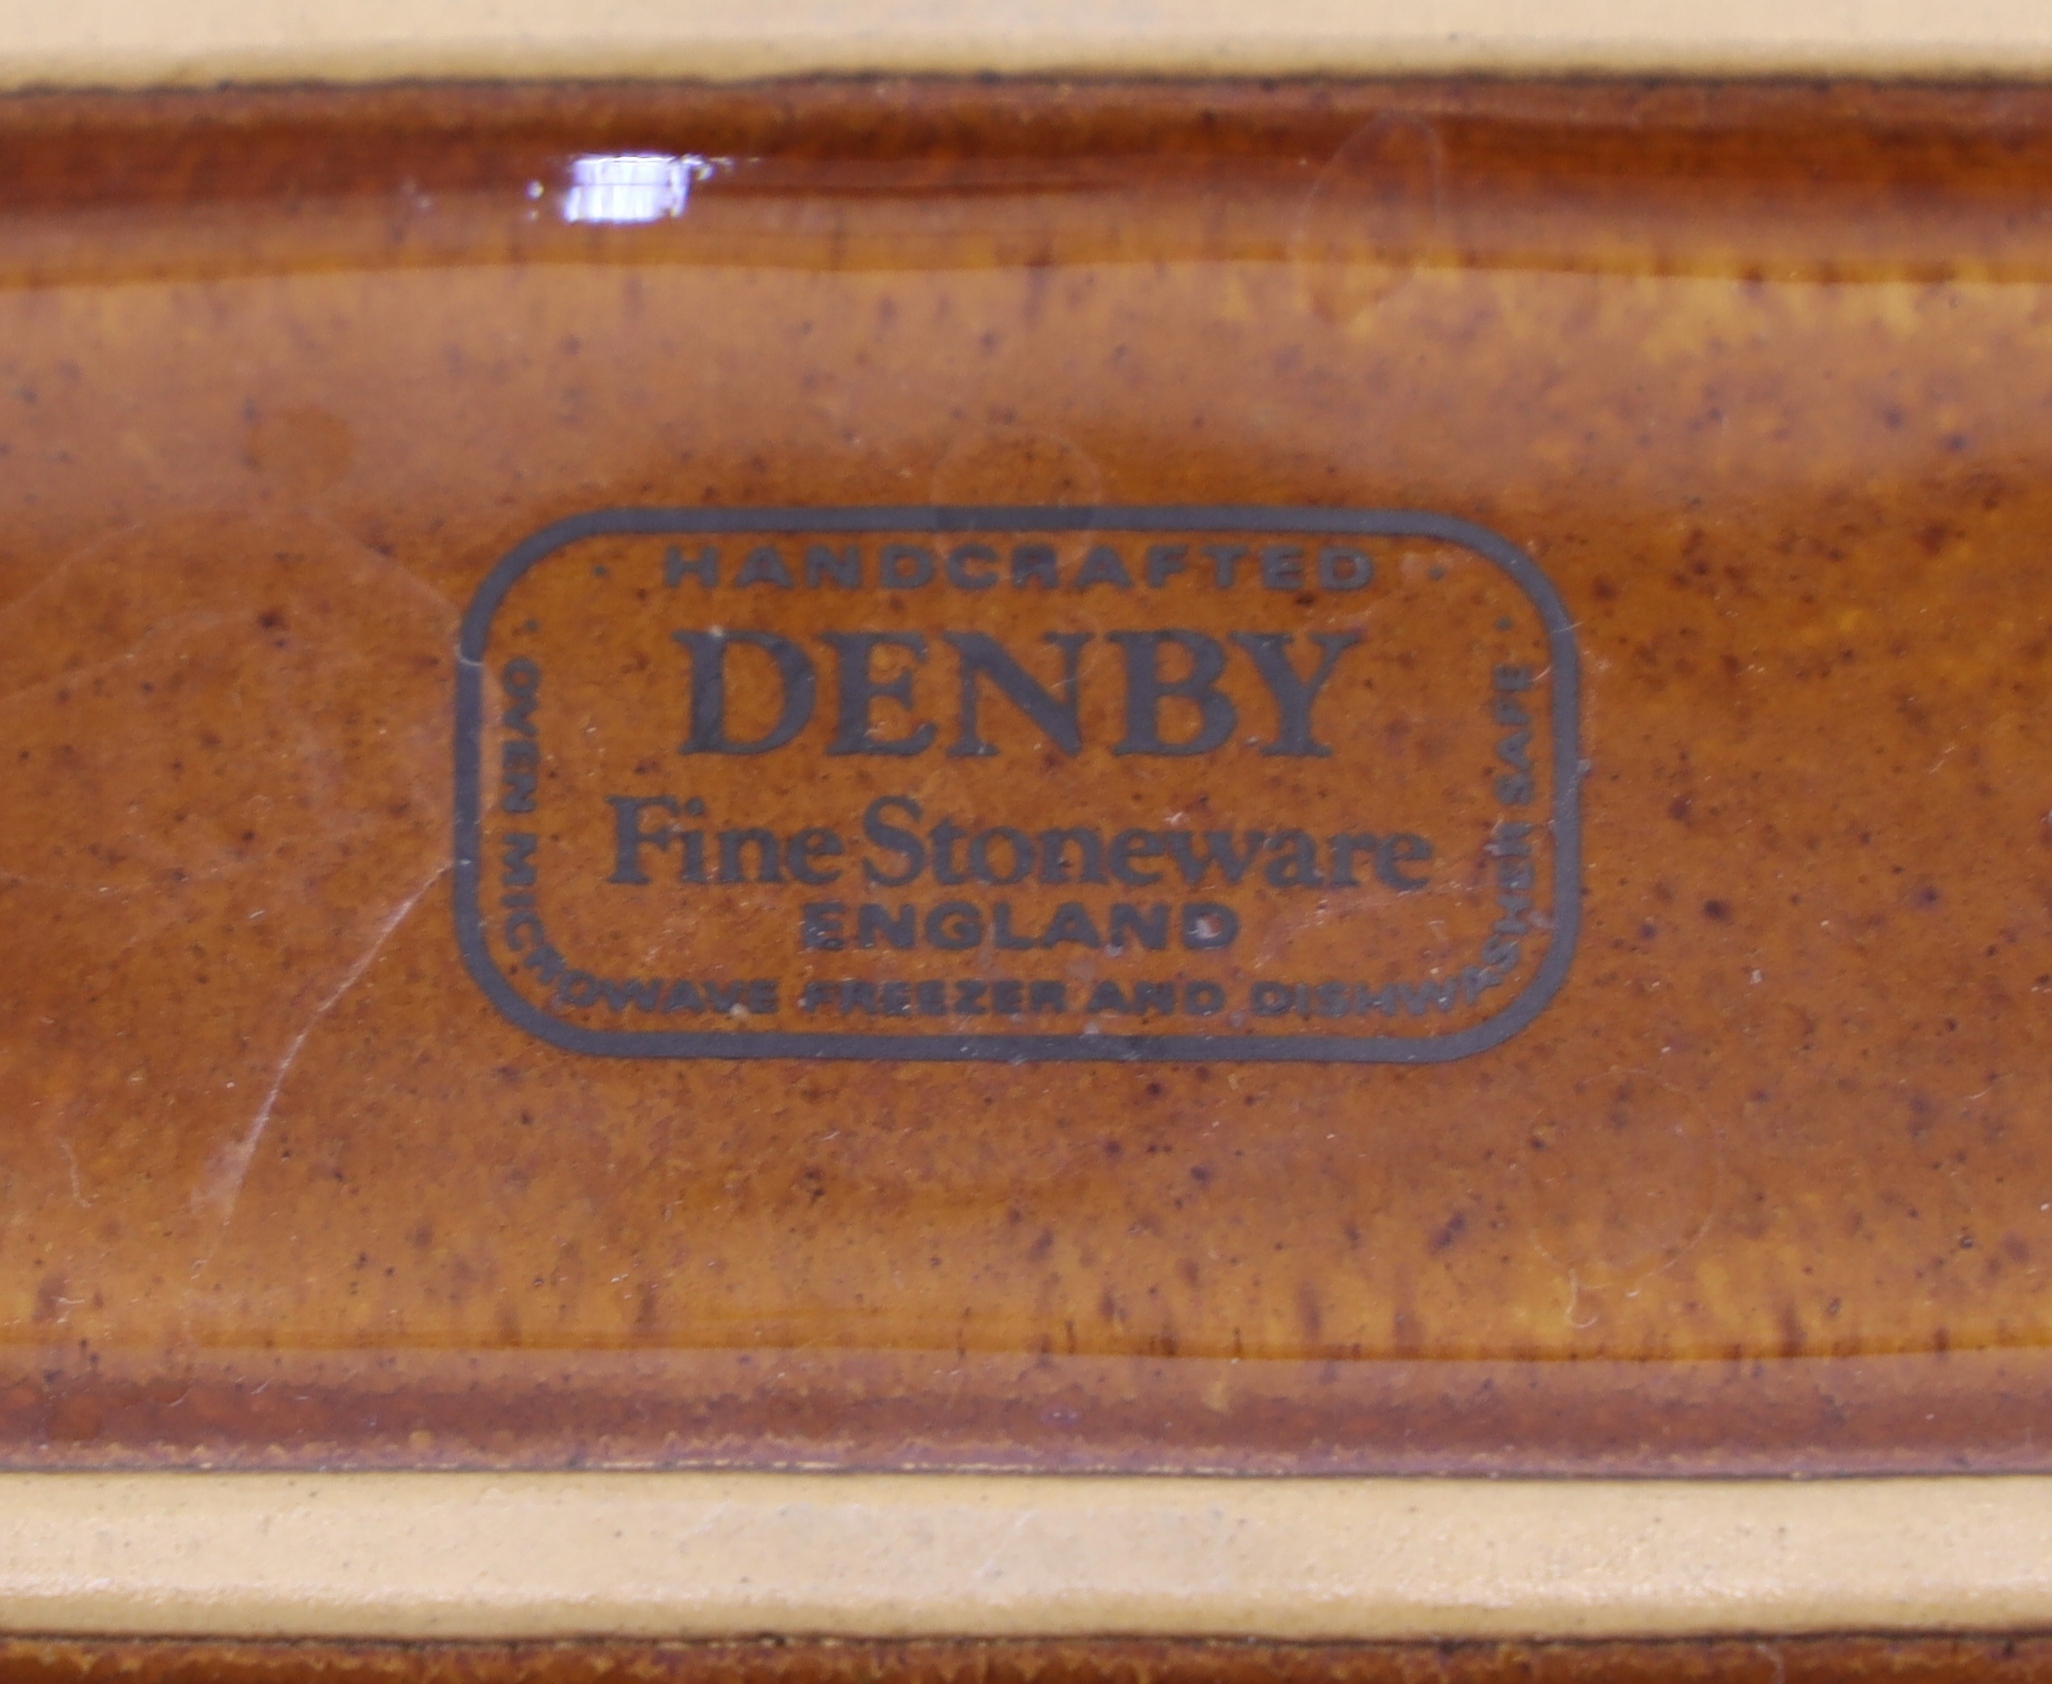 · HANDCRAFTED ·
DENBY
Fine Stoneware
ENGLAND
· OVEN MICROWAVE FREEZER AND DISHWASHER SAFE ·